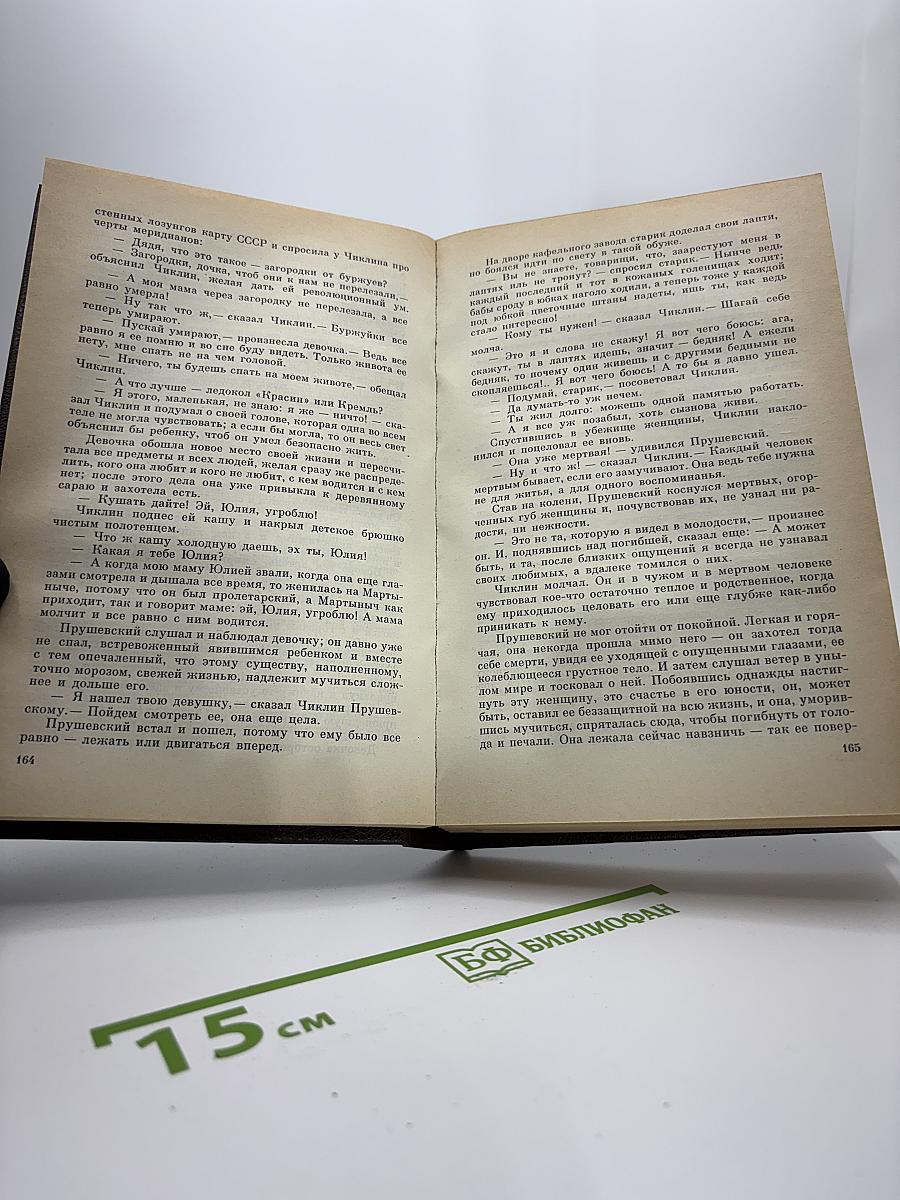 стенных лозунгов карту СССР и спросила у Чиклина про
черты меридианов:
— Дядя, что это такое — загородки от буржуев?
— Загородки, дочка, чтоб они к нам не перелезали,—
объяснил Чиклин, желая дать ей революционный ум.
— А моя мама через загородку не перелезала, а все
равно умерла!
— Ну так что ж,— сказал Чиклин.— Буржуйки все
теперь умирают.
— Пускай умирают,— произнесла девочка.— Ведь все
равно я ее помню и во сне буду видеть. Только живота ее
нету, мне спать не на чем головой.
— Ничего, ты будешь спать на моем животе,— обещал
Чиклин.
— А что лучше — ледокол «Красин» или Кремль?
— Я этого, маленькая, не знаю: я же — ничто! — ска-
зал Чиклин и подумал о своей голове, которая одна во всем
теле не могла чувствовать; а если бы могла, то он весь свет
объяснил бы ребенку, чтоб он умел безопасно жить.
Девочка обошла новое место своей жизни и пересчи-
тала все предметы и всех людей, желая сразу же распреде-
лить, кого она любит и кого не любит, с кем водится и с кем
нет; после этого дела она уже привыкла к деревянному
сараю и захотела есть.
— Кушать дайте! Эй, Юлия, угроблю!
Чиклин поднес ей кашу и накрыл детское брюшко
чистым полотенцем.
— Что ж кашу холодную даешь, эх ты, Юлия!
— Какая я тебе Юлия?
— А когда мою маму Юлией звали, когда она еще гла-
зами смотрела и дышала все время, то женилась на Марты-
ныче, потому что он был пролетарский, а Мартыныч как
приходит, так и говорит маме: эй, Юлия, угроблю! А мама
молчит и все равно с ним водится.
Прушевский слушал и наблюдал девочку; он давно уже
не спал, встревоженный явившимся ребенком и вместе
с тем опечаленный, что этому существу, наполненному,
точно морозом, свежей жизнью, надлежит мучиться слож-
нее и дольше его.
— Я нашел твою девушку,— сказал Чиклин Прушев-
скому.— Пойдем смотреть ее, она еще цела.
Прушевский встал и пошел, потому что ему было все
равно — лежать или двигаться вперед.
164
На дворе кафельного завода старик доделал свои лапти,
но боялся идти по свету в такой обуже.
— Вы не знаете, товарищи, что, заарестуют меня в
лаптях иль не тронут? — спросил старик.— Нынче ведь
каждый последний и тот в кожаных голенищах ходит;
бабы сроду в юбках наголо ходили, а теперь тоже у каждой
под юбкой цветочные штаны надеты, ишь ты, как ведь
стало интересно!
— Кому ты нужен! — сказал Чиклин.— Шагай себе
молча.
— Это я и слова не скажу! Я вот чего боюсь: ага,
скажут, ты в лаптях идешь, значит — бедняк! А ежели
бедняк, то почему один живешь и с другими бедными не
скопляешься!.. Я вот чего боюсь! А то бы я давно ушел.
— Подумай, старик,— посоветовал Чиклин.
— Да думать-то уж нечем.
— Ты жил долго: можешь одной памятью работать.
— А я все уж позабыл, хоть сызнова живи.
Спустившись в убежище женщины, Чиклин накло-
нился и поцеловал ее вновь.
— Она уже мертвая! — удивился Прушевский.
— Ну и что ж! — сказал Чиклин.— Каждый человек
мертвым бывает, если его замучивают. Она ведь тебе нужна
не для житья, а для одного воспоминанья.
Став на колени, Прушевский коснулся мертвых, огор-
ченных губ женщины и, почувствовав их, не узнал ни ра-
дости, ни нежности.
— Это не та, которую я видел в молодости,— произнес
он. И, поднявшись над погибшей, сказал еще: — А может
быть, и та, после близких ощущений я всегда не узнавал
своих любимых, а вдалеке томился о них.
Чиклин молчал. Он и в чужом и в мертвом человеке
чувствовал кое-что остаточно теплое и родственное, когда
ему приходилось целовать его или еще глубже как-либо
приникать к нему.
Прушевский не мог отойти от покойной. Легкая и горя-
чая, она некогда прошла мимо него — он захотел тогда
себе смерти, увидя ее уходящей с опущенными глазами, ее
колеблющееся грустное тело. И затем слушал ветер в уны-
лом мире и тосковал о ней. Побоявшись однажды настиг-
нуть эту женщину, это счастье в его юности, он, может
быть, оставил ее беззащитной на всю жизнь, и она, уморив-
шись мучиться, спряталась сюда, чтобы погибнуть от голо-
да и печали. Она лежала сейчас навзничь — так ее повер-
165
БФ БИБЛИОФАН
15 см